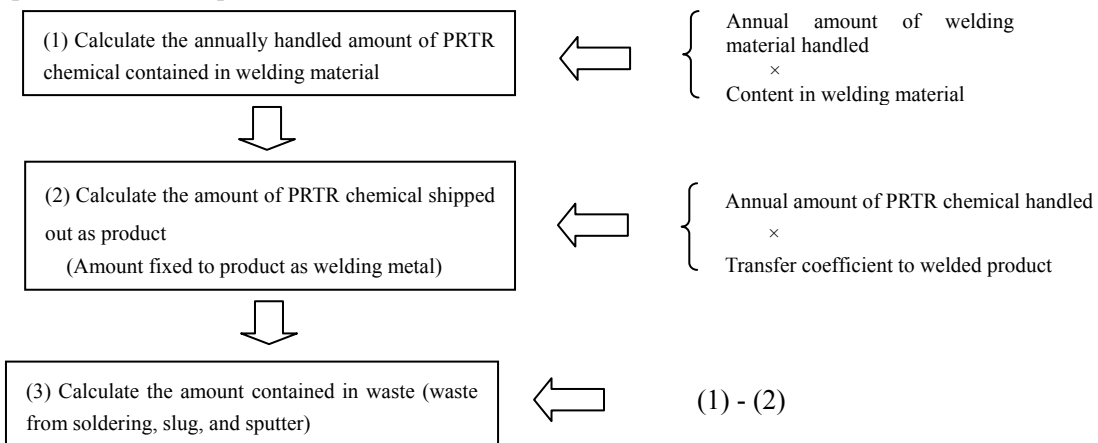 (1) Calculate the annually handled amount of PRTR
chemical contained in welding material
Annual amount of welding
material handled
×
Content in welding material
(2) Calculate the amount of PRTR chemical shipped
out as product
(Amount fixed to product as welding metal)
Annual amount of PRTR chemical handled
×
Transfer coefficient to welded product
(3) Calculate the amount contained in waste (waste
from soldering, slug, and sputter)
(1) - (2)